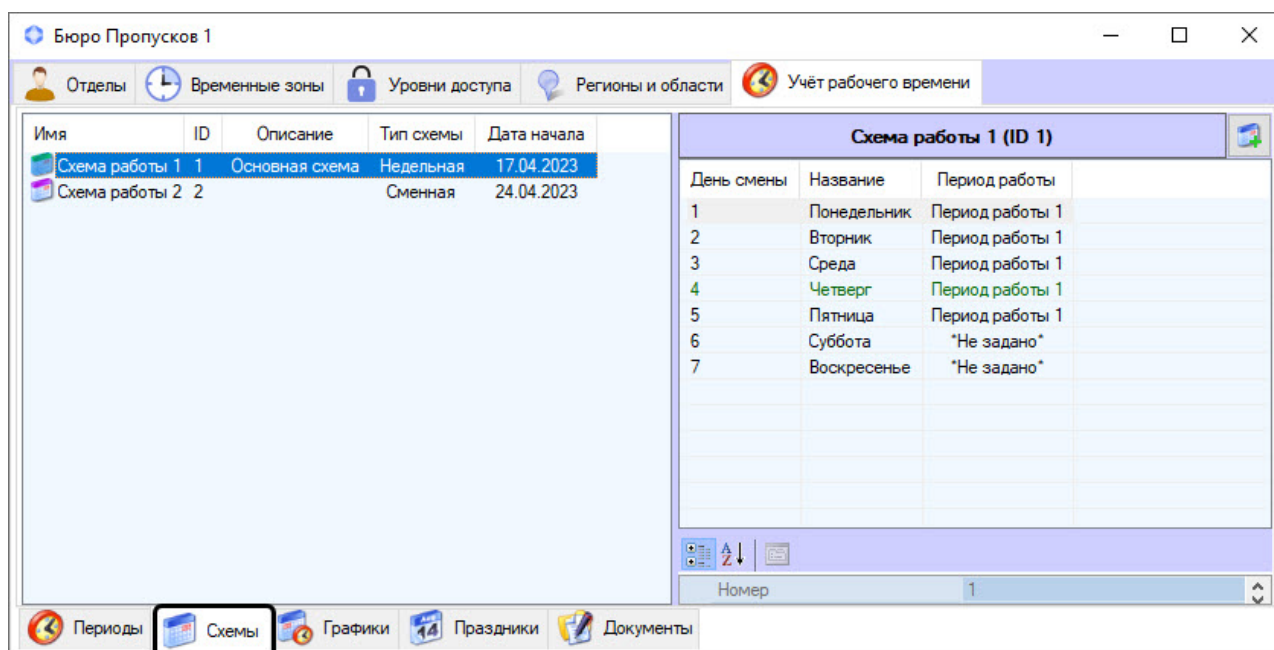 Бюро Пропусков 1
Отделы Временные зоны Уровни доступа Регионы и области Учёт рабочего времени
Имя ID Описание Тип схемы Дата начала
Схема работы 1 1 Основная схема Недельная 17.04.2023
Схема работы 2 2 Сменная 24.04.2023
Схема работы 1 (ID 1)
День смены Название Период работы
1 Понедельник Период работы 1
2 Вторник Период работы 1
3 Среда Период работы 1
4 Четверг Период работы 1
5 Пятница Период работы 1
6 Суббота *Не задано*
7 Воскресенье *Не задано*
Номер 1
Периоды Схемы Графики Праздники Документы